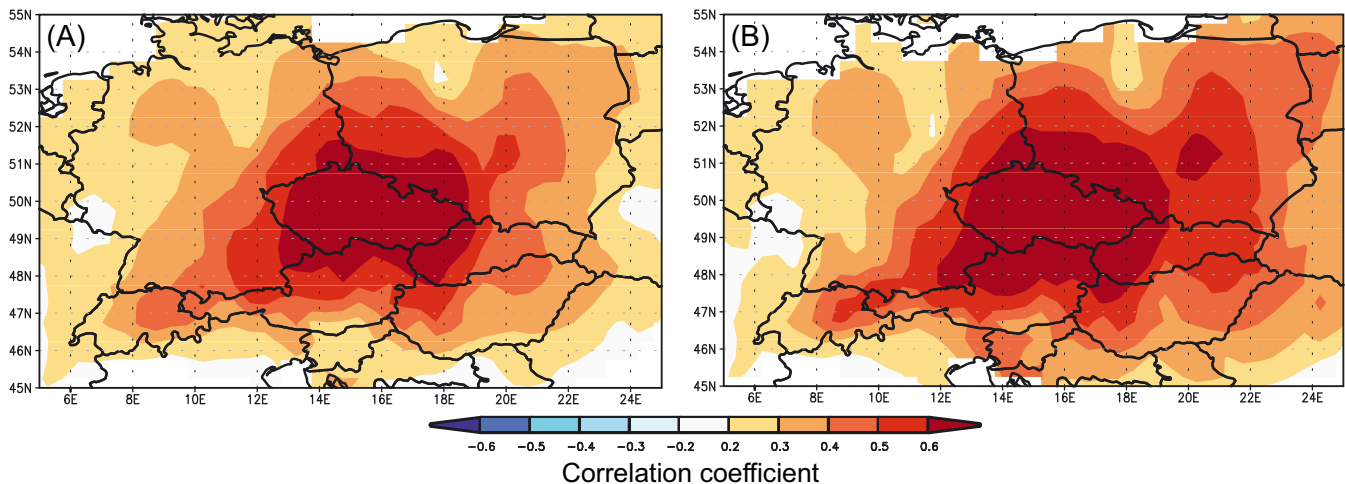 (A)
(B)
55N
54N
53N
52N
51N
50N
49N
48N
47N
46N
45N
6E 8E 10E 12E 14E 16E 18E 20E 22E 24E
55N
54N
53N
52N
51N
50N
49N
48N
47N
46N
45N
6E 8E 10E 12E 14E 16E 18E 20E 22E 24E
-0.6 -0.5 -0.4 -0.3 -0.2 0.2 0.3 0.4 0.5 0.6
Correlation coefficient